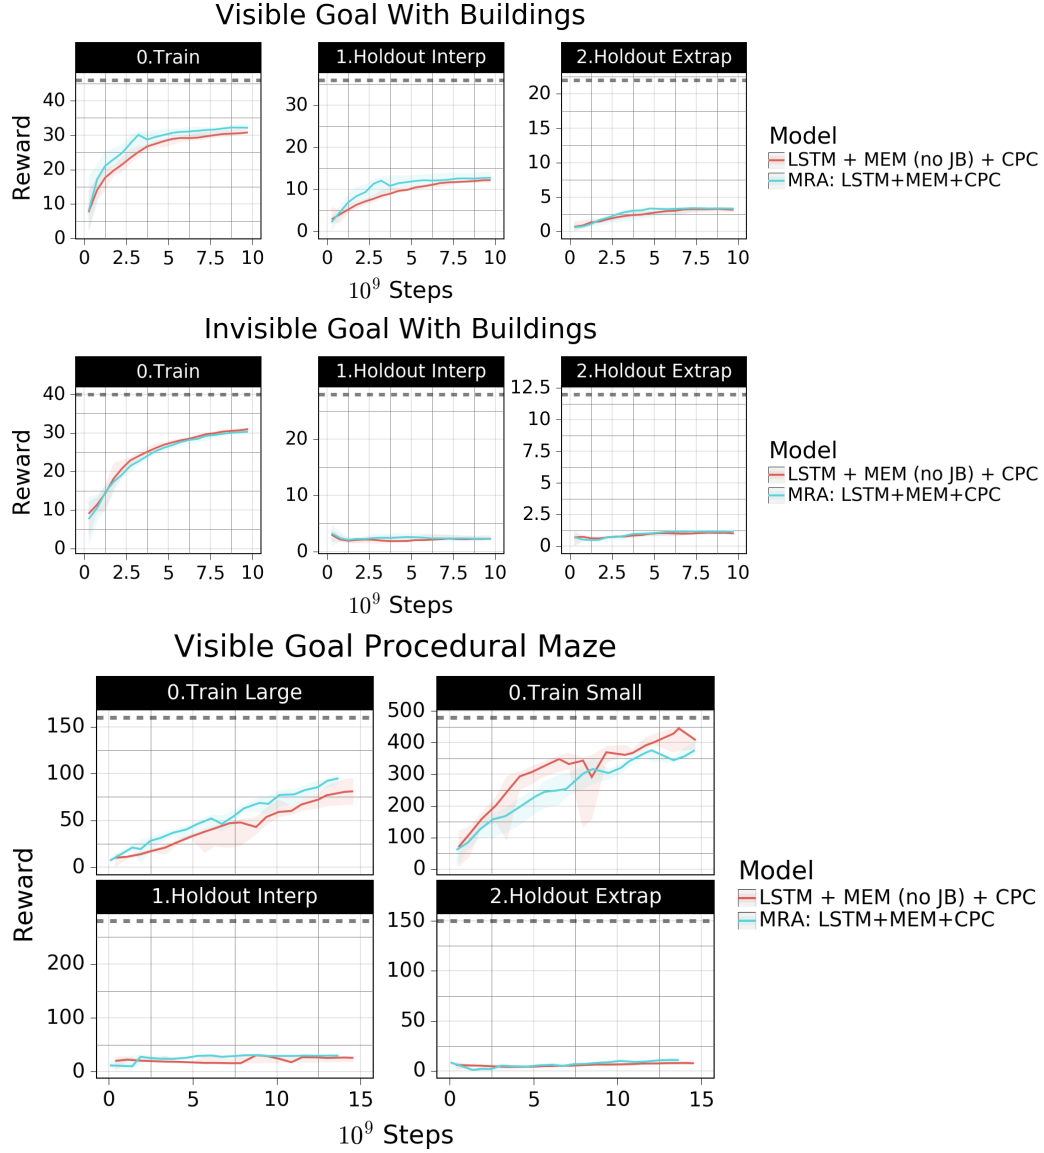 Visible Goal With Buildings
0.Train 1.Holdout Interp 2.Holdout Extrap
Reward
40
30
20
10
0
30
20
10
0
20
15
10
5
0
0 2.5 5 7.5 10 0 2.5 5 7.5 10 0 2.5 5 7.5 10
10⁹ Steps
Model
LSTM + MEM (no JB) + CPC
MRA: LSTM+MEM+CPC
Invisible Goal With Buildings
0.Train 1.Holdout Interp 2.Holdout Extrap
Reward
40
30
20
10
0
20
10
0
12.5
10
7.5
5
2.5
0
0 2.5 5 7.5 10 0 2.5 5 7.5 10 0 2.5 5 7.5 10
10⁹ Steps
Model
LSTM + MEM (no JB) + CPC
MRA: LSTM+MEM+CPC
Visible Goal Procedural Maze
0.Train Large 0.Train Small
150
100
50
0
500
400
300
200
100
0
Reward
1.Holdout Interp 2.Holdout Extrap
200
100
0
150
100
50
0
0 5 10 15 0 5 10 15
10⁹ Steps
Model
LSTM + MEM (no JB) + CPC
MRA: LSTM+MEM+CPC